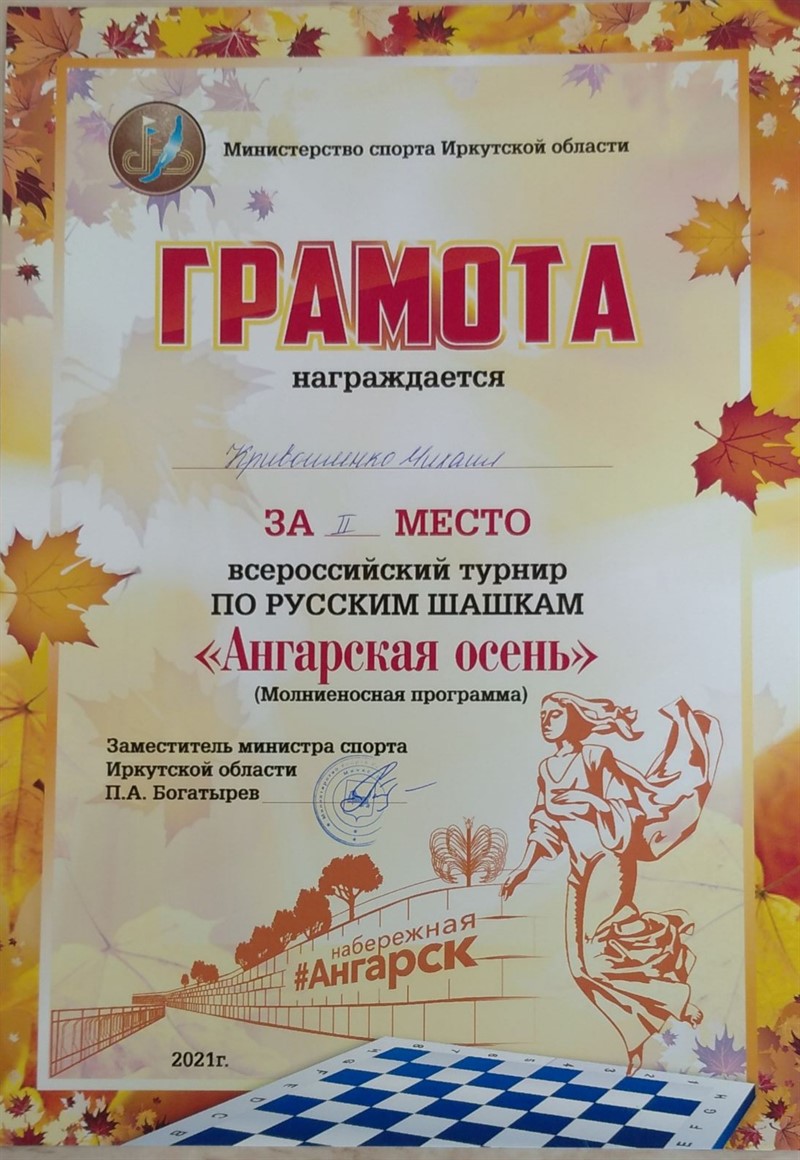 Министерство спорта Иркутской области
ГРАМОТА
награждается
Кривошленко Михаил
ЗА II МЕСТО
всероссийский турнир
ПО РУССКИМ ШАШКАМ
«Ангарская осень»
(Молниеносная программа)
Заместитель министра спорта
Иркутской области
П.А. Богатырев
набережная
#Ангарск
2021г.